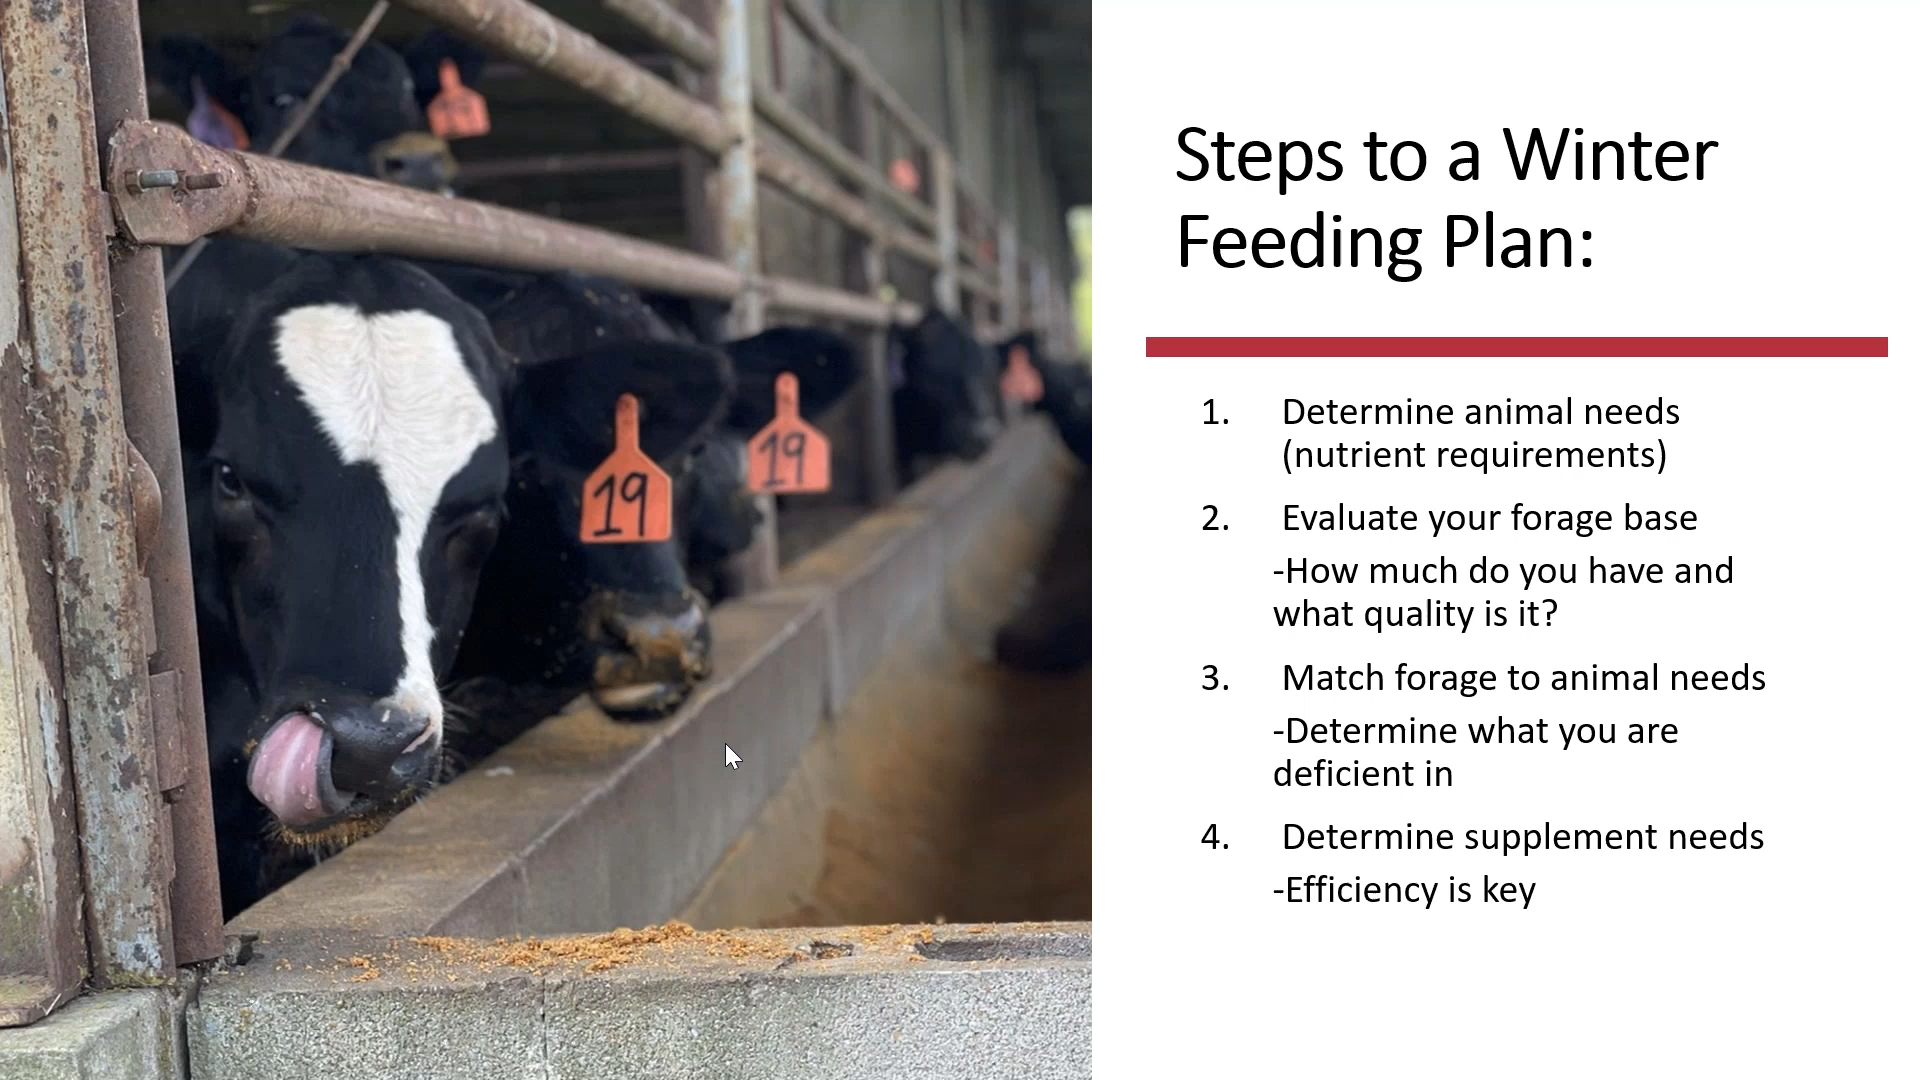 Steps to a Winter
Feeding Plan:
1. Determine animal needs
(nutrient requirements)
2. Evaluate your forage base
-How much do you have and
what quality is it?
3. Match forage to animal needs
-Determine what you are
deficient in
4. Determine supplement needs
-Efficiency is key
19
19